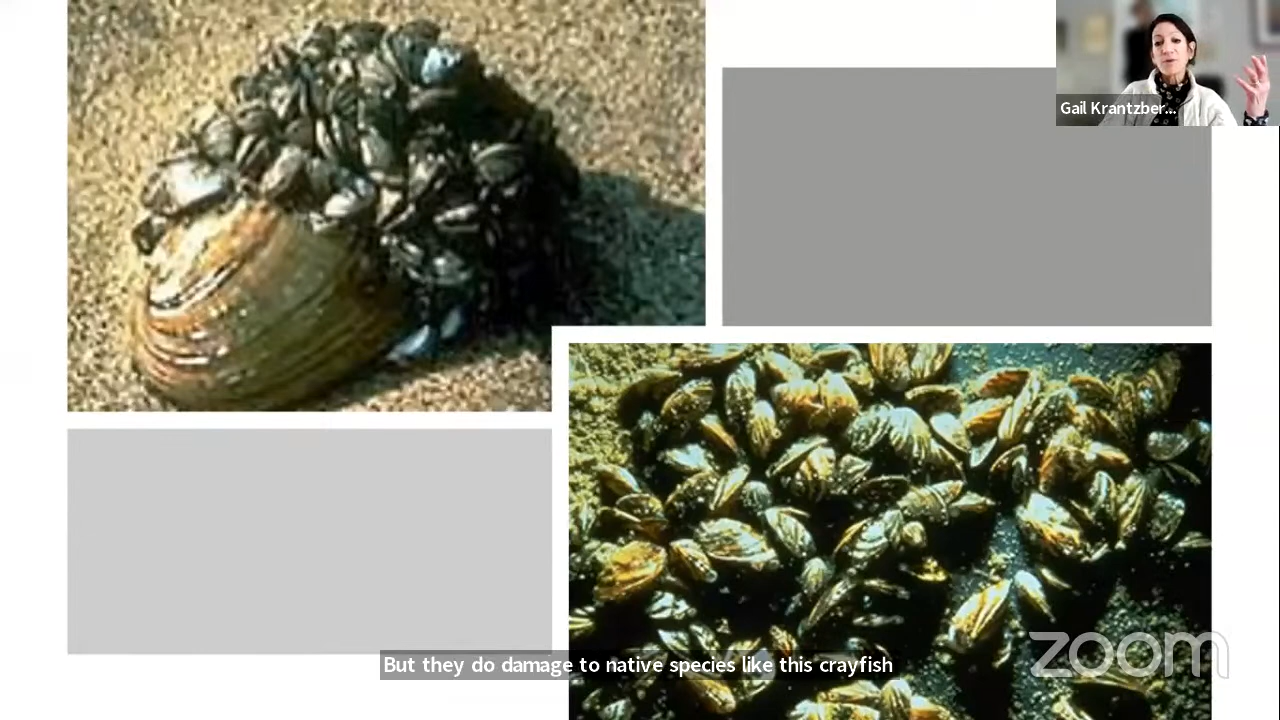 Gail Krantzber...
But they do damage to native species like this crayfish
zoom